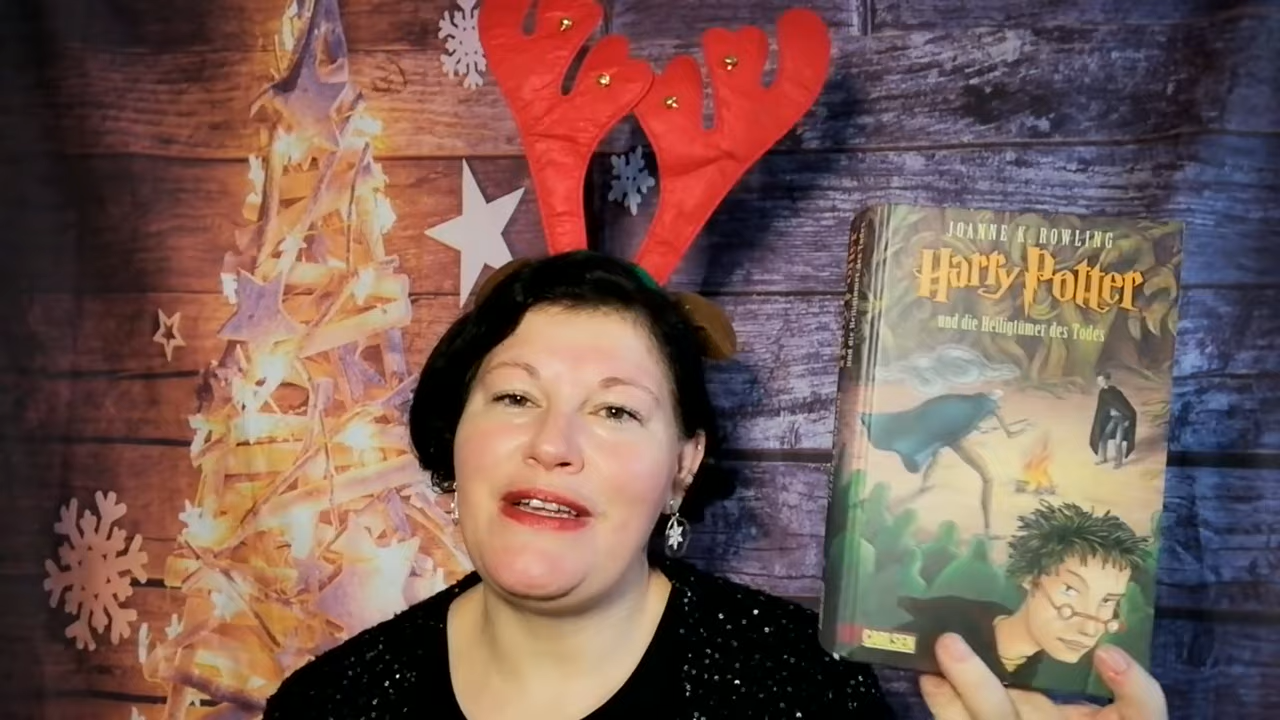 JOANNE K. ROWLING
Harry Potter
und die Heiligtümer des Todes
CARLSEN